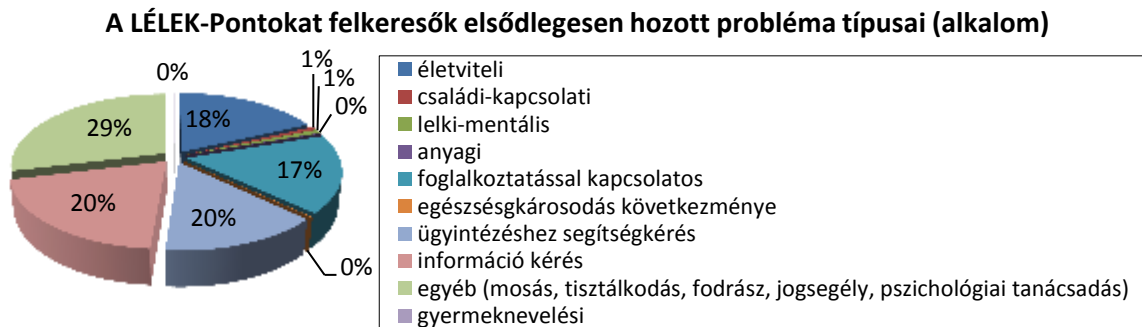 A LÉLEK-Pontokat felkeresők elsődlegesen hozott probléma típusai (alkalom)
0%
1%
1%
0%
18%
29%
17%
20%
20%
0%
életviteli
családi-kapcsolati
lelki-mentális
anyagi
foglalkoztatással kapcsolatos
egészségkárosodás következménye
ügyintézéshez segítségkérés
információ kérés
egyéb (mosás, tisztálkodás, fodrász, jogsegély, pszichológiai tanácsadás)
gyermeknevelési